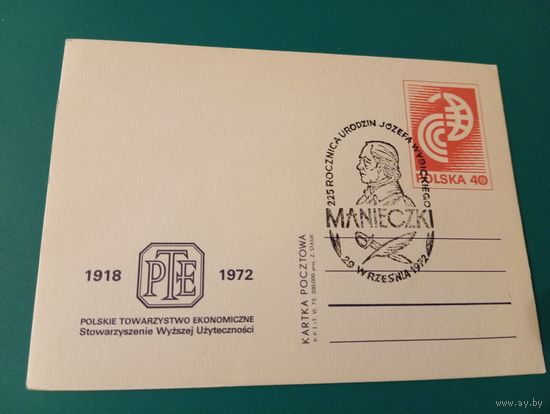 POLSKA 40
225 ROCZNICA URODZIN JÓZEFA WYBICKIEGO
MANIECZKI
29 WRZEŚNIA 1972
1918 PTE 1972
POLSKIE TOWARZYSTWO EKONOMICZNE
Stowarzyszenie Wyższej Użyteczności
KARTKA POCZTOWA
www.ay.by